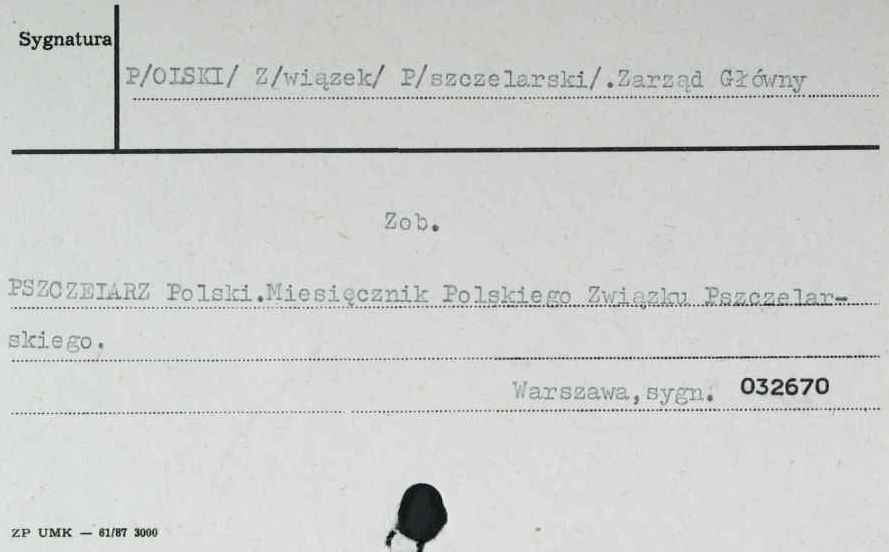 Sygnatura
P/OLSKI/ Z/wiązek/ P/szczelarski/.Zarząd Główny
Zob.
PSZCZELARZ Polski.Miesięcznik Polskiego Związku Pszczelar-
skiego.
Warszawa,sygn. 032670
ZP UMK — 61/87 3000